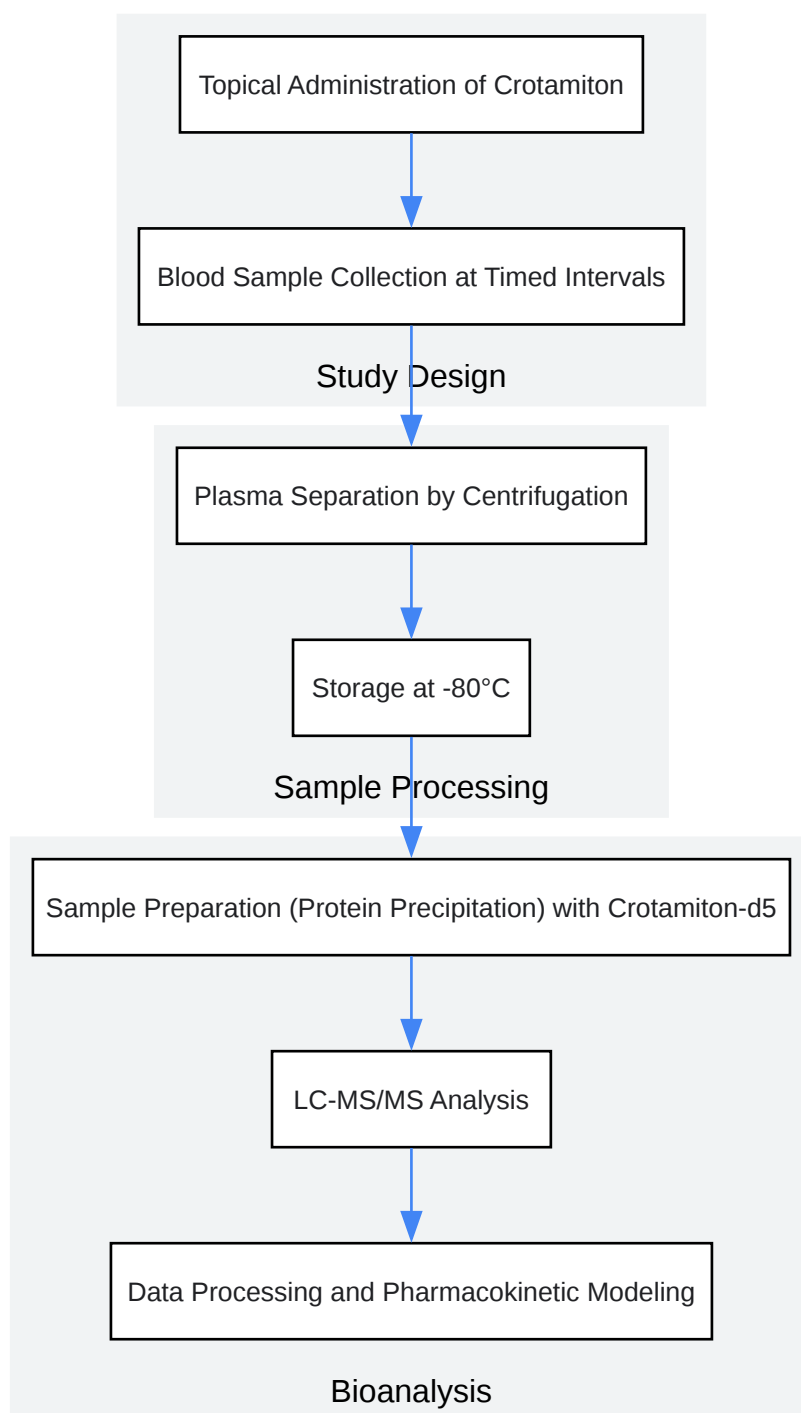 Topical Administration of Crotamiton
Blood Sample Collection at Timed Intervals
Study Design
Plasma Separation by Centrifugation
Storage at -80°C
Sample Processing
Sample Preparation (Protein Precipitation) with Crotamiton-d5
LC-MS/MS Analysis
Data Processing and Pharmacokinetic Modeling
Bioanalysis